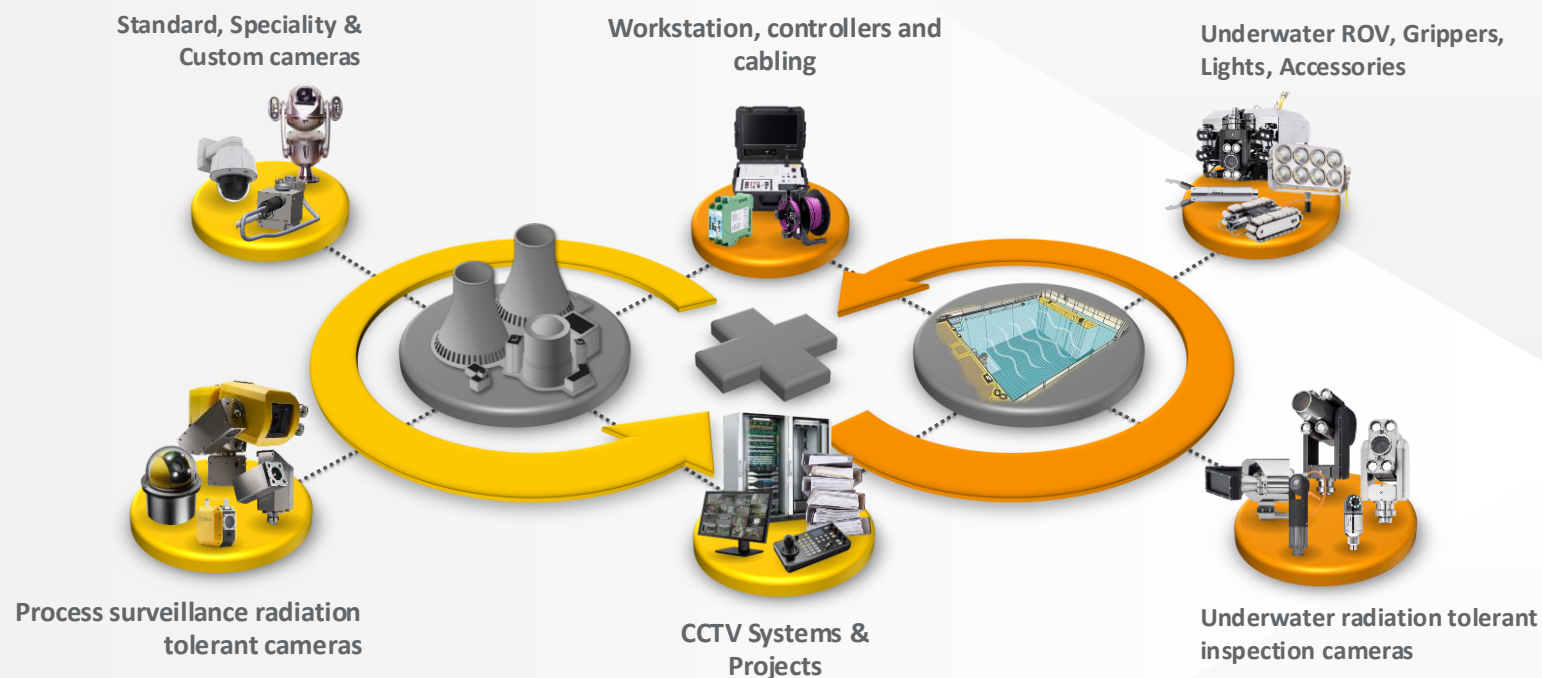 Standard, Speciality &
Custom cameras
Workstation, controllers and
cabling
Underwater ROV, Grippers,
Lights, Accessories
Process surveillance radiation
tolerant cameras
CCTV Systems &
Projects
Underwater radiation tolerant
inspection cameras